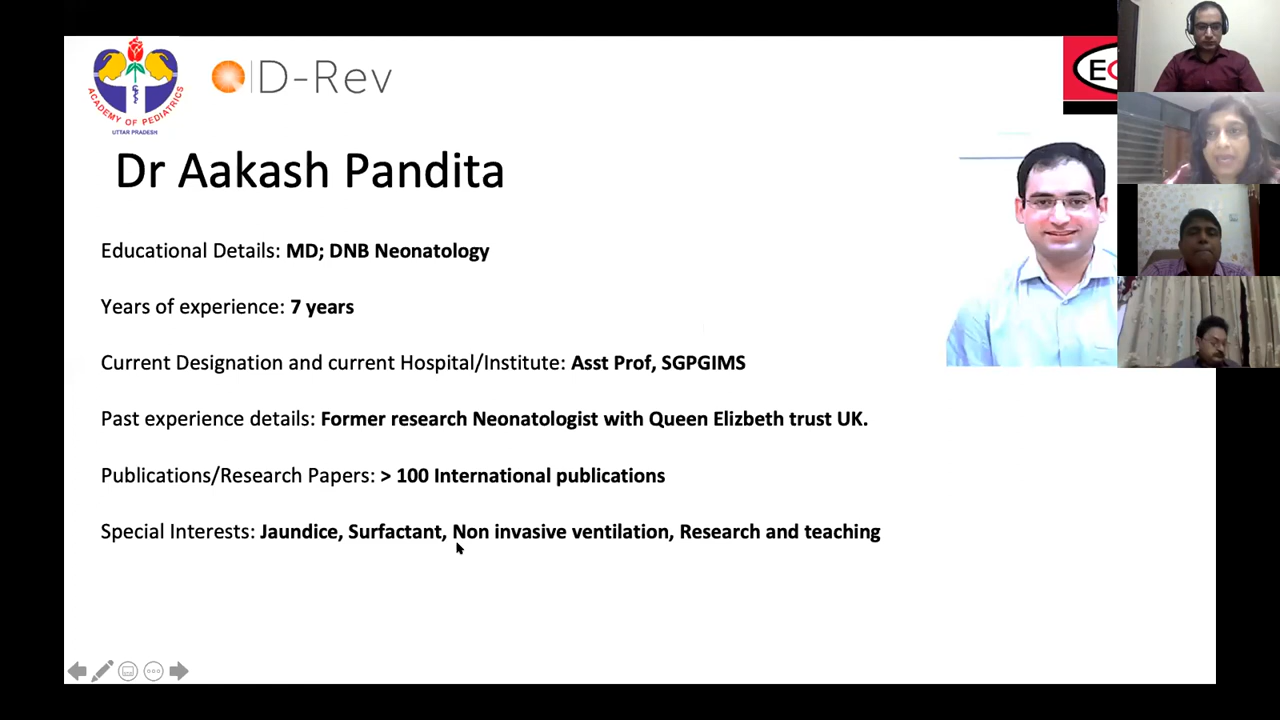 ACADEMY OF PEDIATRICS
UTTAR PRADESH
D-Rev
Dr Aakash Pandita
Educational Details: MD; DNB Neonatology
Years of experience: 7 years
Current Designation and current Hospital/Institute: Asst Prof, SGPGIMS
Past experience details: Former research Neonatologist with Queen Elizbeth trust UK.
Publications/Research Papers: > 100 International publications
Special Interests: Jaundice, Surfactant, Non invasive ventilation, Research and teaching